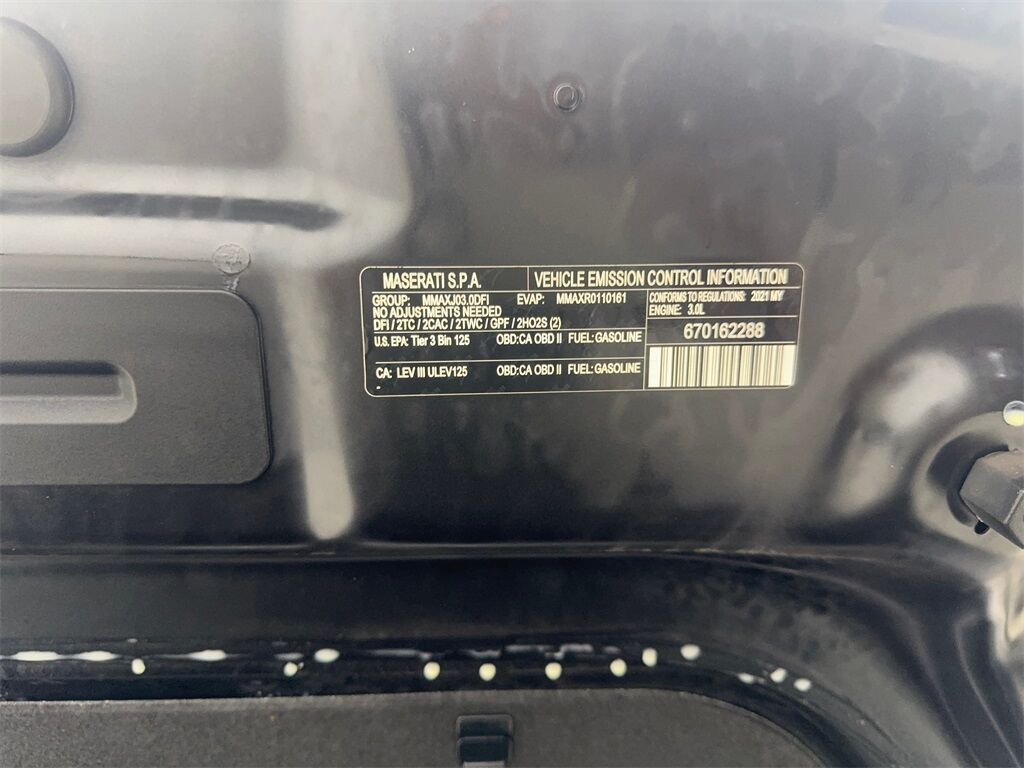 MASERATI S.P.A.
VEHICLE EMISSION CONTROL INFORMATION
GROUP: MMAXJ03.0DFI EVAP: MMAXR0110161
NO ADJUSTMENTS NEEDED
DFI / 2TC / 2CAC / 2TWC / GPF / 2HO2S (2)
U.S. EPA: Tier 3 Bin 125 OBD:CA OBD II FUEL:GASOLINE
CA: LEV III ULEV125 OBD:CA OBD II FUEL:GASOLINE
CONFORMS TO REGULATIONS: 2021 MY
ENGINE: 3.0L
670162288